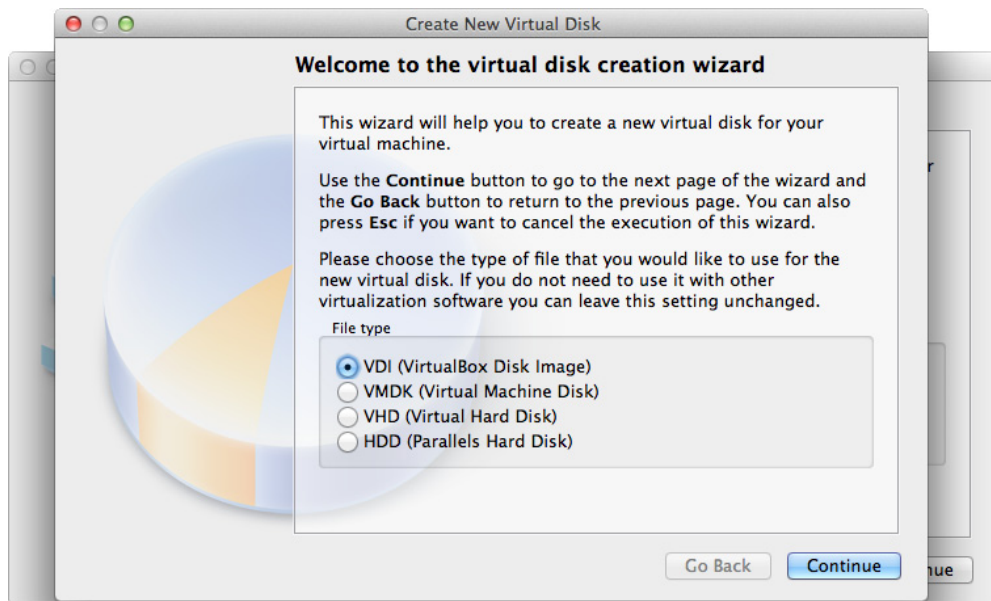 Create New Virtual Disk
Welcome to the virtual disk creation wizard
This wizard will help you to create a new virtual disk for your
virtual machine.
Use the Continue button to go to the next page of the wizard and
the Go Back button to return to the previous page. You can also
press Esc if you want to cancel the execution of this wizard.
Please choose the type of file that you would like to use for the
new virtual disk. If you do not need to use it with other
virtualization software you can leave this setting unchanged.
File type
VDI (VirtualBox Disk Image)
VMDK (Virtual Machine Disk)
VHD (Virtual Hard Disk)
HDD (Parallels Hard Disk)
Go Back
Continue